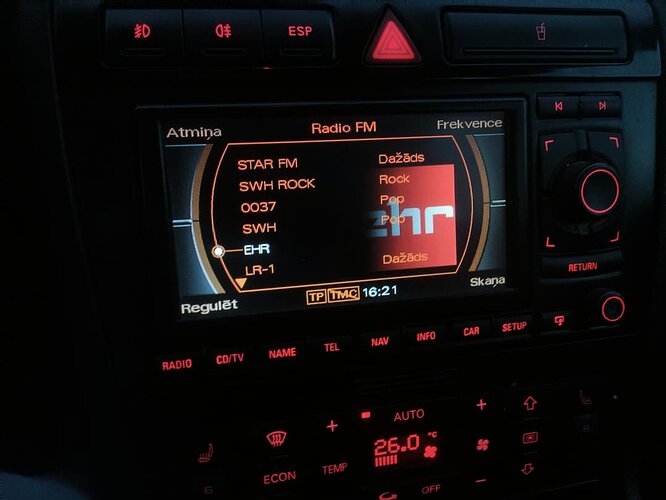 ESP
Atmiņa Radio FM Frekvence
STAR FM Dažāds
SWH ROCK Rock
0037 Pop
SWH Pop
EHR
ehr
LR-1 Dažāds
Regulēt TP TMC 16:21 Skaņa
RETURN
RADIO CD/TV NAME TEL NAV INFO CAR SETUP
AUTO
+ +
26.0 °C
ECON TEMP
- OFF -